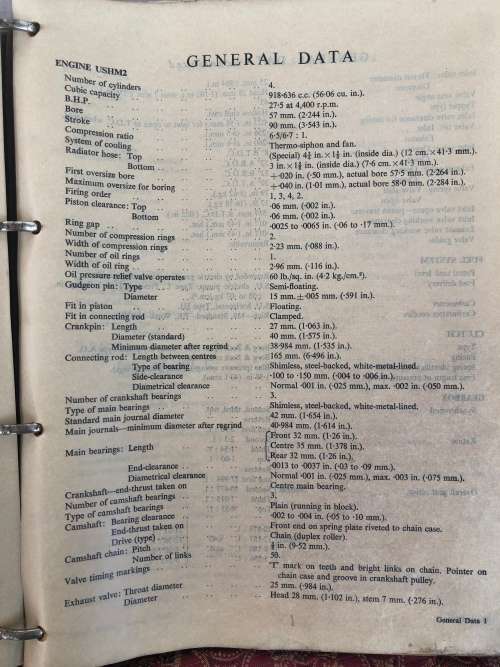 GENERAL DATA
ENGINE USHM2
Number of cylinders .. .. .. 4.
Cubic capacity .. .. .. 918·636 c.c. (56·06 cu. in.).
B.H.P. .. .. .. 27·5 at 4,400 r.p.m.
Bore .. .. .. 57 mm. (2·244 in.).
Stroke .. .. .. 90 mm. (3·543 in.).
Compression ratio .. .. .. 6·5/6·7 : 1.
System of cooling .. .. .. Thermo-siphon and fan.
Radiator hose: Top .. .. (Special) in. (inside dia.) (12 cm.×41·3 mm.).
Bottom .. .. 3 in. (inside dia.) (7·6 cm.×41·3 mm.).
First oversize bore .. .. +·020 in. (·50 mm.), actual bore 57·5 mm. (2·264 in.).
Maximum oversize for boring .. .. +·040 in. (1·01 mm.), actual bore 58·0 mm. (2·284 in.).
Firing order .. .. 1, 3, 4, 2.
Piston clearance: Top .. .. ·06 mm. (·002 in.).
Bottom .. .. ·06 mm. (·002 in.).
Ring gap .. .. ·0025 to ·0065 in. (·06 to ·17 mm.).
Number of compression rings .. .. 2.
Width of compression rings .. .. 2·23 mm. (·088 in.).
Number of oil rings .. .. 1.
Width of oil ring .. .. 2·96 mm. (·116 in.).
Oil pressure relief valve operates .. .. 60 lb./sq. in. (4·2 kg./cm.²).
Gudgeon pin: Type .. .. Semi-floating.
Diameter .. .. 15 mm.±·005 mm. (·591 in.).
Fit in piston .. .. Floating.
Fit in connecting rod .. .. Clamped.
Crankpin: Length .. .. 27 mm. (1·063 in.).
Diameter (standard) .. .. 40 mm. (1·575 in.).
Minimum diameter after regrind .. .. 38·984 mm. (1·535 in.).
Connecting rod: Length between centres .. 165 mm. (6·496 in.).
Type of bearing .. .. Shimless, steel-backed, white-metal-lined.
Side-clearance .. .. ·100 to ·150 mm. (·004 to ·006 in.).
Diametrical clearance .. .. Normal ·001 in. (·025 mm.), max. ·002 in. (·050 mm.).
Number of crankshaft bearings .. .. 3.
Type of main bearings .. .. Shimless, steel-backed, white-metal-lined.
Standard main journal diameter .. .. 42 mm. (1·654 in.).
Main journals—minimum diameter after regrind .. 40·984 mm. (1·614 in.).
Front 32 mm. (1·26 in.).
Main bearings: Length .. .. Centre 35 mm. (1·378 in.).
Rear 32 mm. (1·26 in.).
End-clearance .. .. ·0013 to ·0037 in. (·03 to ·09 mm.).
Diametrical clearance .. .. Normal ·001 in. (·025 mm.), max. ·003 in. (·075 mm.).
Crankshaft—end-thrust taken on .. .. Centre main bearing.
Number of camshaft bearings .. .. 3.
Type of camshaft bearings .. .. Plain (running in block).
Camshaft: Bearing clearance .. .. ·002 to ·004 in. (·05 to ·10 mm.).
End-thrust taken on .. .. Front end on spring plate riveted to chain case.
Drive (type) .. .. Chain (duplex roller).
Camshaft chain: Pitch .. .. ⅜ in. (9·52 mm.).
Number of links .. .. 50.
Valve timing markings .. .. 'T' mark on teeth and bright links on chain. Pointer on
chain case and groove in crankshaft pulley.
Exhaust valve: Throat diameter .. .. 25 mm. (·984 in.).
Diameter .. .. Head 28 mm. (1·102 in.), stem 7 mm. (·276 in.).
General Data 1